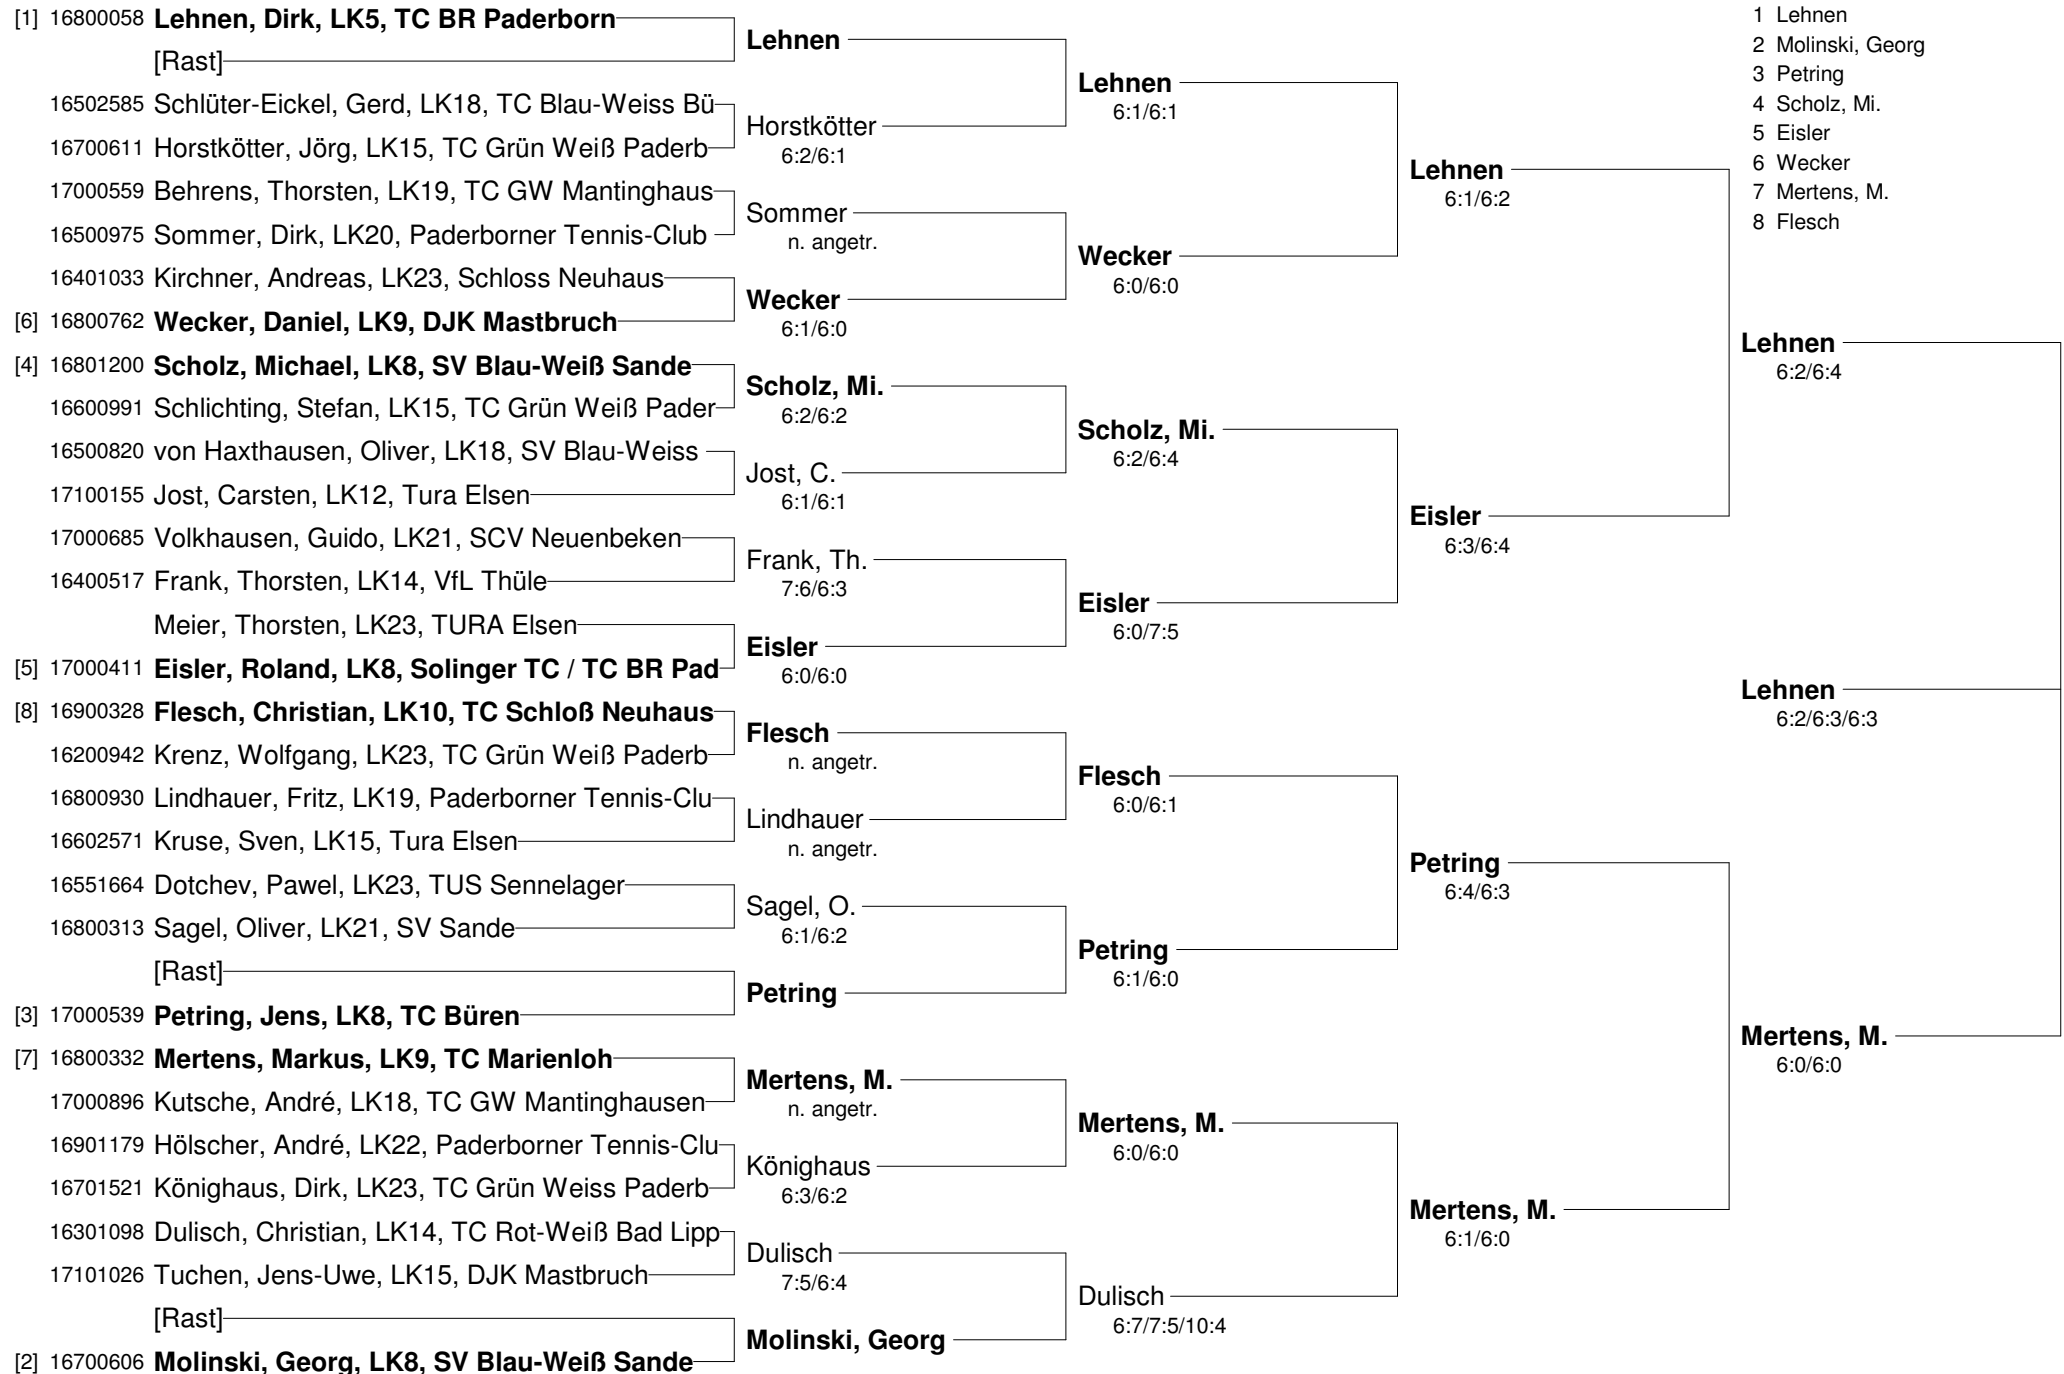 [1] 16800058 Lehnen, Dirk, LK5, TC BR Paderborn
[Rast]
16502585 Schlüter-Eickel, Gerd, LK18, TC Blau-Weiss Bü
16700611 Horstkötter, Jörg, LK15, TC Grün Weiß Paderb
17000559 Behrens, Thorsten, LK19, TC GW Mantinghaus
16500975 Sommer, Dirk, LK20, Paderborner Tennis-Club
16401033 Kirchner, Andreas, LK23, Schloss Neuhaus
[6] 16800762 Wecker, Daniel, LK9, DJK Mastbruch
[4] 16801200 Scholz, Michael, LK8, SV Blau-Weiß Sande
16600991 Schlichting, Stefan, LK15, TC Grün Weiß Pader
16500820 von Haxthausen, Oliver, LK18, SV Blau-Weiss
17100155 Jost, Carsten, LK12, Tura Elsen
17000685 Volkhausen, Guido, LK21, SCV Neuenbeken
16400517 Frank, Thorsten, LK14, VfL Thüle
Meier, Thorsten, LK23, TURA Elsen
[5] 17000411 Eisler, Roland, LK8, Solinger TC / TC BR Pad
[8] 16900328 Flesch, Christian, LK10, TC Schloß Neuhaus
16200942 Krenz, Wolfgang, LK23, TC Grün Weiß Paderb
16800930 Lindhauer, Fritz, LK19, Paderborner Tennis-Clu
16602571 Kruse, Sven, LK15, Tura Elsen
16551664 Dotchev, Pawel, LK23, TUS Sennelager
16800313 Sagel, Oliver, LK21, SV Sande
[Rast]
[3] 17000539 Petring, Jens, LK8, TC Büren
[7] 16800332 Mertens, Markus, LK9, TC Marienloh
17000896 Kutsche, André, LK18, TC GW Mantinghausen
16901179 Hölscher, André, LK22, Paderborner Tennis-Clu
16701521 Könighaus, Dirk, LK23, TC Grün Weiss Paderb
16301098 Dulisch, Christian, LK14, TC Rot-Weiß Bad Lipp
17101026 Tuchen, Jens-Uwe, LK15, DJK Mastbruch
[Rast]
[2] 16700606 Molinski, Georg, LK8, SV Blau-Weiß Sande
Lehnen
Horstkötter
6:2/6:1
Sommer
n. angetr.
Wecker
6:1/6:0
Scholz, Mi.
6:2/6:2
Jost, C.
6:1/6:1
Frank, Th.
7:6/6:3
Eisler
6:0/6:0
Flesch
n. angetr.
Lindhauer
n. angetr.
Sagel, O.
6:1/6:2
Petring
Mertens, M.
n. angetr.
Könighaus
6:3/6:2
Dulisch
7:5/6:4
Molinski, Georg
Lehnen
6:1/6:1
Wecker
6:0/6:0
Scholz, Mi.
6:2/6:4
Eisler
6:0/7:5
Flesch
6:0/6:1
Petring
6:1/6:0
Mertens, M.
6:0/6:0
Dulisch
6:7/7:5/10:4
Lehnen
6:1/6:2
Eisler
6:3/6:4
Petring
6:4/6:3
Mertens, M.
6:1/6:0
Lehnen
6:2/6:4
Lehnen
6:2/6:3/6:3
Mertens, M.
6:0/6:0
1 Lehnen
2 Molinski, Georg
3 Petring
4 Scholz, Mi.
5 Eisler
6 Wecker
7 Mertens, M.
8 Flesch